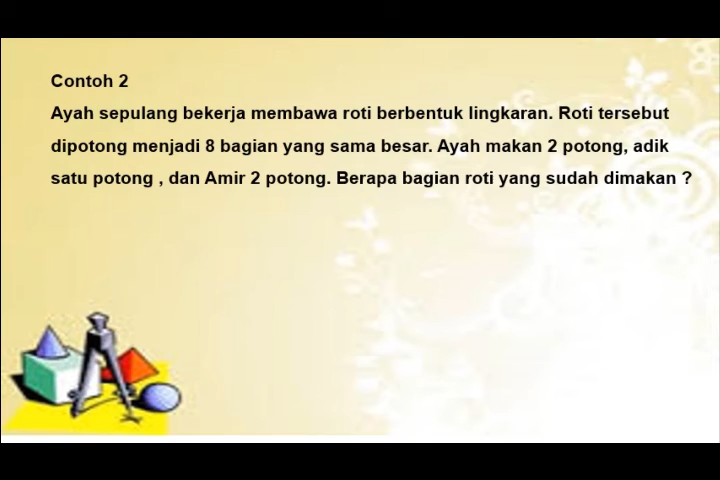 Contoh 2
Ayah sepulang bekerja membawa roti berbentuk lingkaran. Roti tersebut
dipotong menjadi 8 bagian yang sama besar. Ayah makan 2 potong, adik
satu potong , dan Amir 2 potong. Berapa bagian roti yang sudah dimakan ?